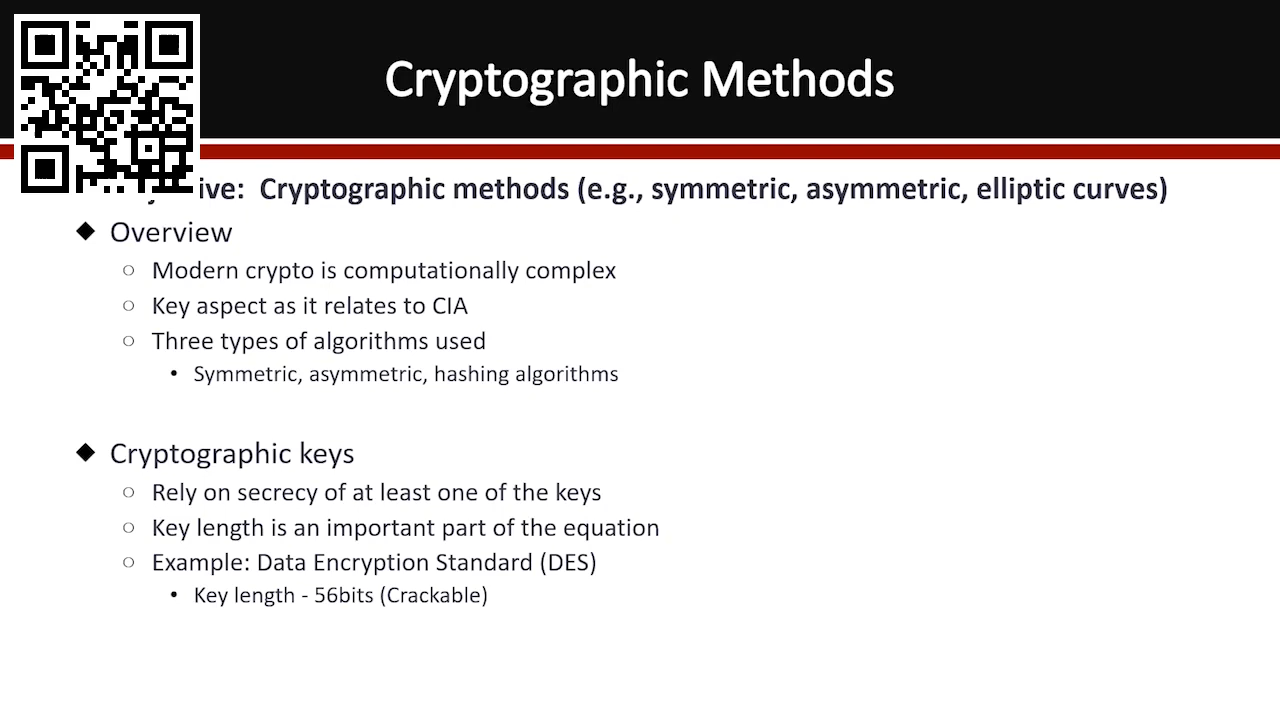 Cryptographic Methods
Cryptographic methods (e.g., symmetric, asymmetric, elliptic curves)
◆ Overview
○ Modern crypto is computationally complex
○ Key aspect as it relates to CIA
○ Three types of algorithms used
• Symmetric, asymmetric, hashing algorithms
◆ Cryptographic keys
○ Rely on secrecy of at least one of the keys
○ Key length is an important part of the equation
○ Example: Data Encryption Standard (DES)
• Key length - 56bits (Crackable)